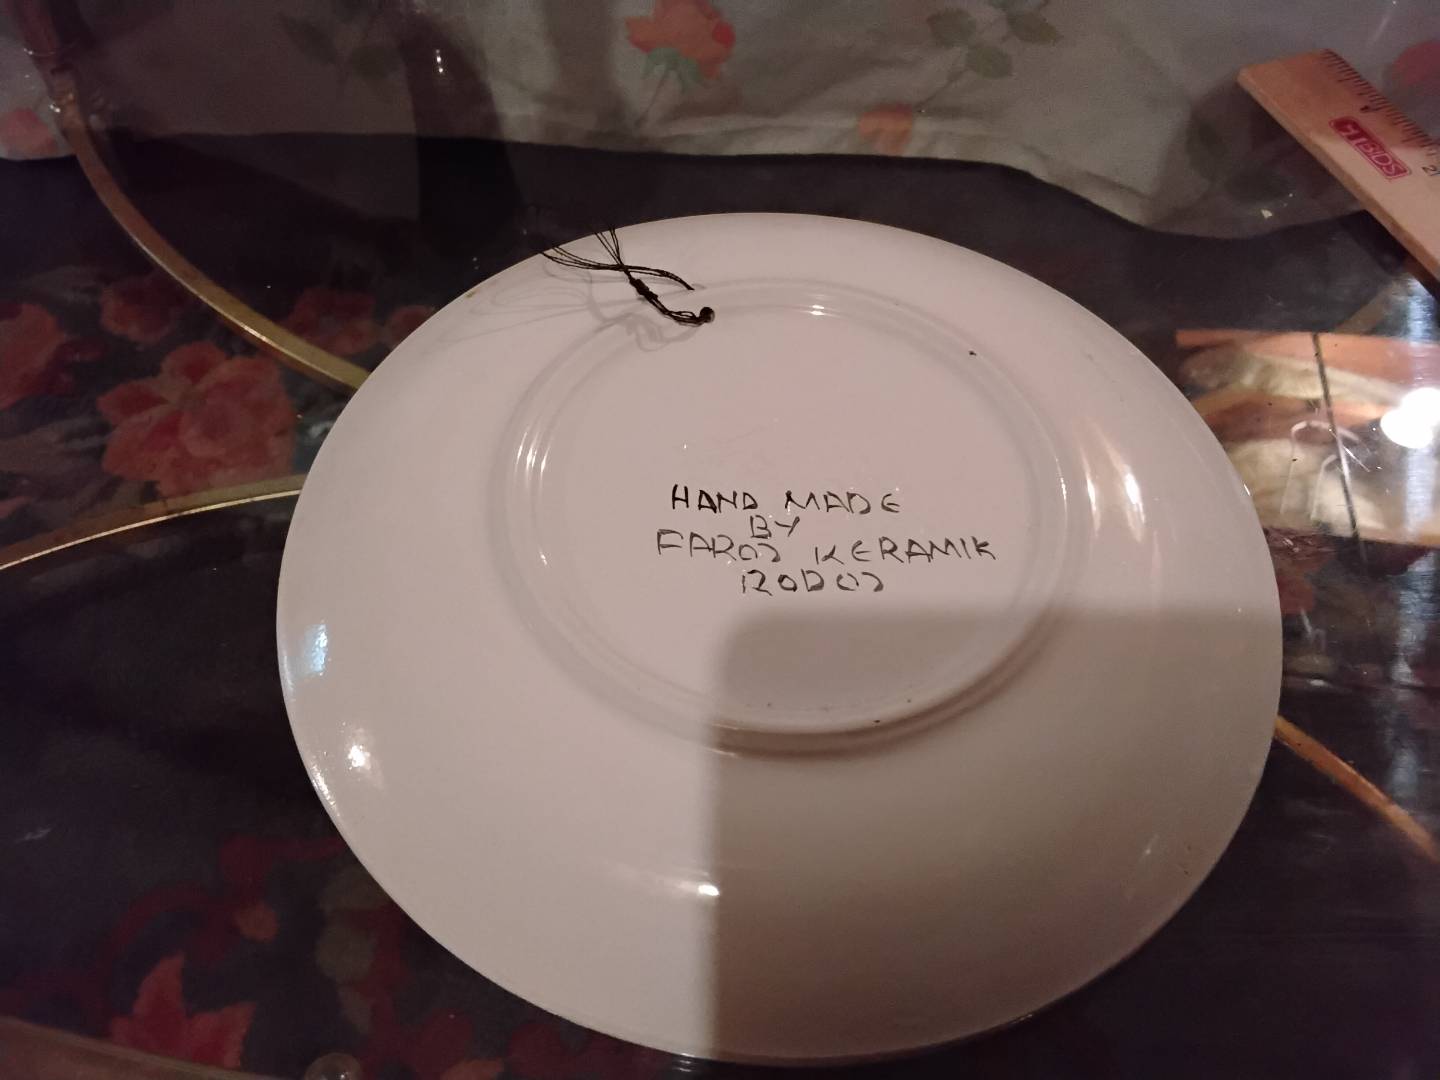 HAND MADE
BY
FAROS KERAMIK
RODOS